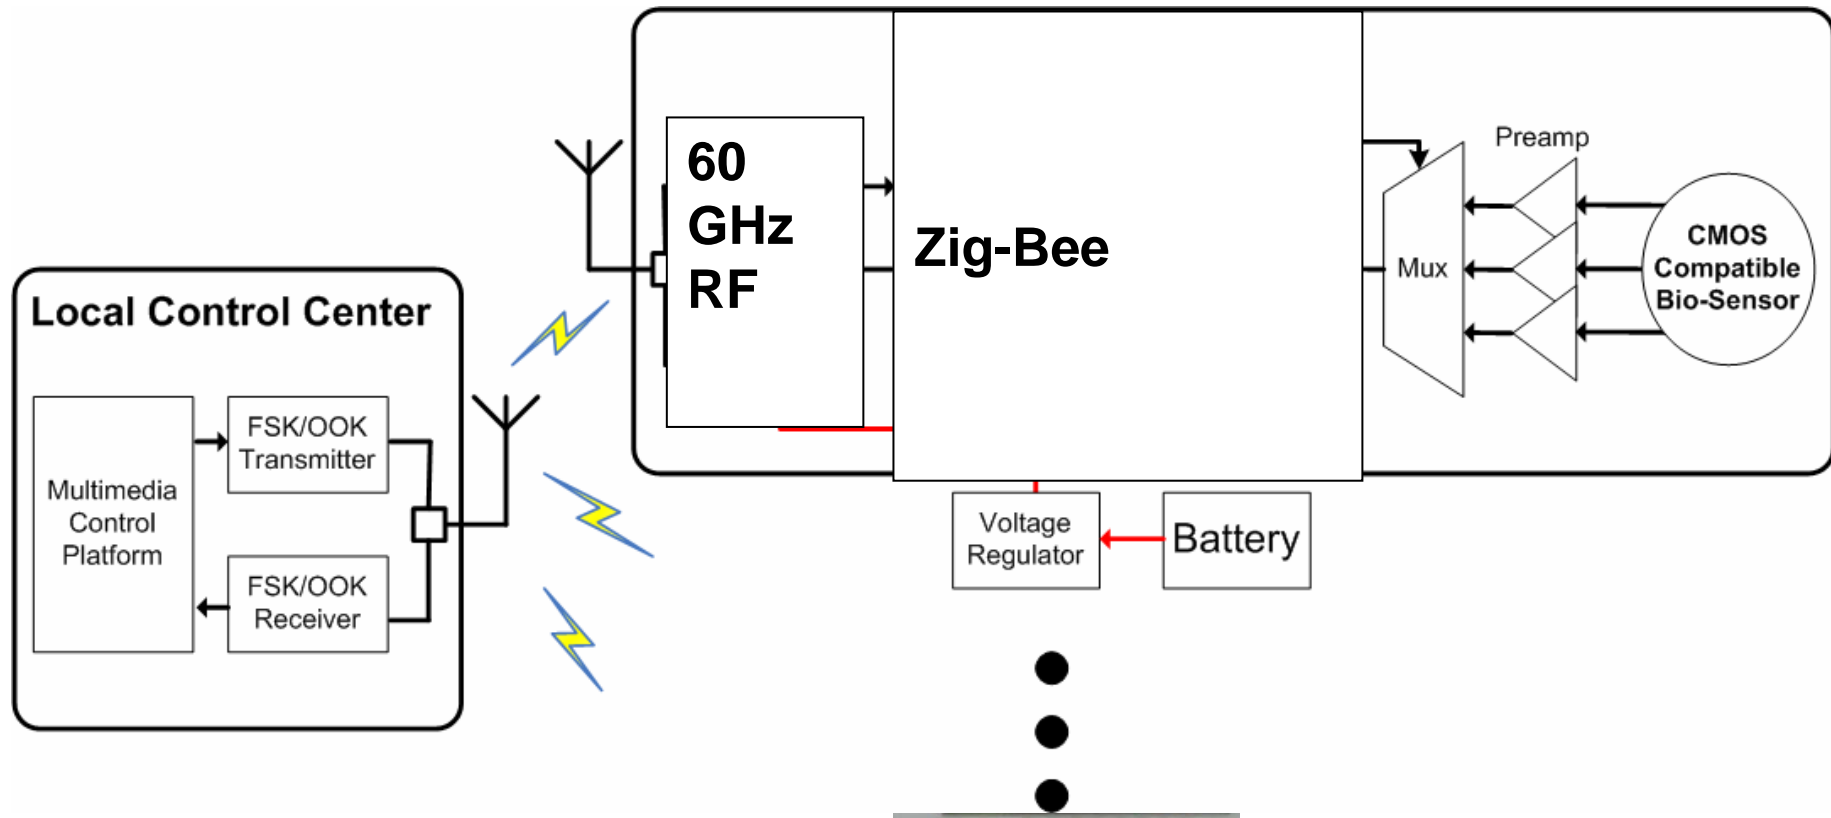 Local Control Center
Multimedia
Control
Platform
FSK/OOK
Transmitter
FSK/OOK
Receiver
60
GHz
RF
Zig-Bee
Mux
Preamp
CMOS
Compatible
Bio-Sensor
Voltage
Regulator
Battery